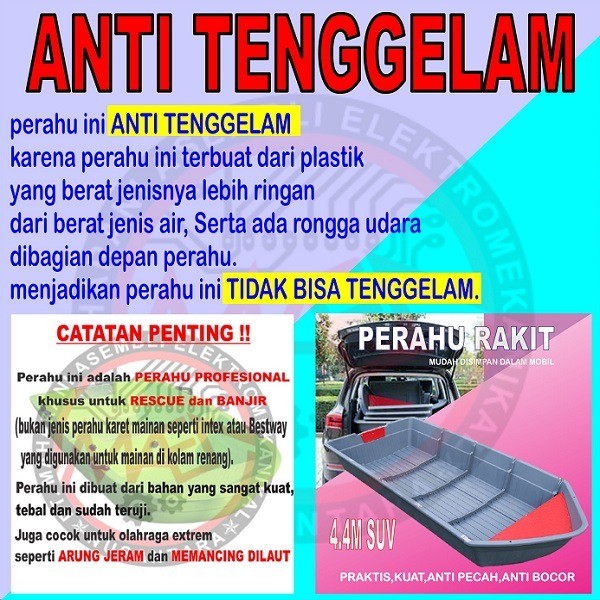 ANTI TENGGELAM
perahu ini ANTI TENGGELAM
karena perahu ini terbuat dari plastik
yang berat jenisnya lebih ringan
dari berat jenis air, Serta ada rongga udara
dibagian depan perahu.
menjadikan perahu ini TIDAK BISA TENGGELAM.
CATATAN PENTING !!
Perahu ini adalah PERAHU PROFESIONAL
khusus untuk RESCUE dan BANJIR
(bukan jenis perahu karet mainan seperti intex atau Bestway
yang digunakan untuk mainan di kolam renang).
Perahu ini dibuat dari bahan yang sangat kuat,
tebal dan sudah teruji.
Juga cocok untuk olahraga extrem
seperti ARUNG JERAM dan MEMANCING DILAUT
PERAHU RAKIT
MUDAH DISIMPAN DALAM MOBIL
4.4M SUV
PRAKTIS,KUAT,ANTI PECAH,ANTI BOCOR